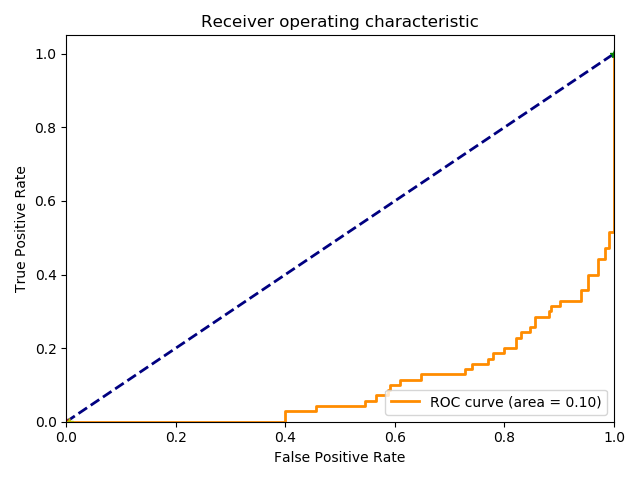 Receiver operating characteristic
1.0
0.8
0.6
0.4
0.2
0.0
True Positive Rate
ROC curve (area = 0.10)
0.0 0.2 0.4 0.6 0.8 1.0
False Positive Rate